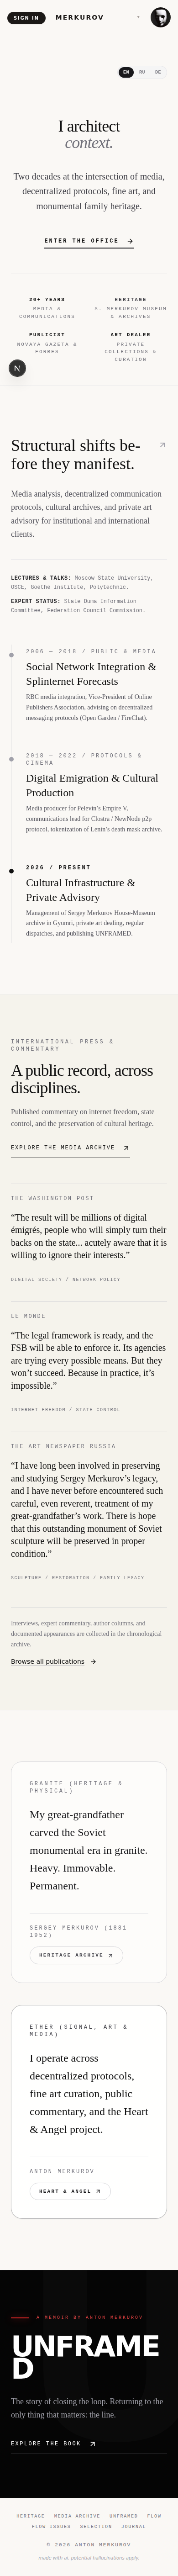 SIGN IN
MERKUROV
EN RU DE
I architect
context.
Two decades at the intersection of media,
decentralized protocols, fine art, and
monumental family heritage.
ENTER THE OFFICE →
20+ YEARS
MEDIA &
COMMUNICATIONS
HERITAGE
S. MERKUROV MUSEUM
& ARCHIVES
PUBLICIST
NOVAYA GAZETA &
FORBES
ART DEALER
PRIVATE
COLLECTIONS &
CURATION
N
Structural shifts be-
fore they manifest.
Media analysis, decentralized communication
protocols, cultural archives, and private art
advisory for institutional and international
clients.
LECTURES & TALKS: Moscow State University,
OSCE, Goethe Institute, Polytechnic.
EXPERT STATUS: State Duma Information
Committee, Federation Council Commission.
2008 — 2018 / PUBLIC & MEDIA
Social Network Integration &
Splinternet Forecasts
RBC media integration, Vice-President of Online
Publishers Association, advising on decentralized
messaging protocols (Open Garden / FireChat).
2018 — 2022 / PROTOCOLS &
CINEMA
Digital Emigration & Cultural
Production
Media producer for Pelevin's Empire V,
communications lead for Clostra / NewNode p2p
protocol, tokenization of Lenin's death mask archive.
2026 / PRESENT
Cultural Infrastructure &
Private Advisory
Management of Sergey Merkurov House-Museum
archive in Gyumri, private art dealing, regular
dispatches, and publishing UNFRAMED.
INTERNATIONAL PRESS &
COMMENTARY
A public record, across
disciplines.
Published commentary on internet freedom, state
control, and the preservation of cultural heritage.
EXPLORE THE MEDIA ARCHIVE ↗
THE WASHINGTON POST
“The result will be millions of digital
émigrés, people who will simply turn their
backs on the state... acutely aware that it is
willing to ignore their interests.”
DIGITAL SOCIETY / NETWORK POLICY
LE MONDE
“The legal framework is ready, and the
FSB will be able to enforce it. Its agencies
are trying every possible means. But they
won’t succeed. Because in practice, it’s
impossible.”
INTERNET FREEDOM / STATE CONTROL
THE ART NEWSPAPER RUSSIA
“I have long been involved in preserving
and studying Sergey Merkurov’s legacy,
and I have never before encountered such
careful, even reverent, treatment of my
great-grandfather’s work. There is hope
that this outstanding monument of Soviet
sculpture will be preserved in proper
condition.”
SCULPTURE / RESTORATION / FAMILY LEGACY
Interviews, expert commentary, author columns, and
documented appearances are collected in the chronological
archive.
Browse all publications →
GRANITE (HERITAGE &
PHYSICAL)
My great-grandfather
carved the Soviet
monumental era in granite.
Heavy. Immovable.
Permanent.
SERGEY MERKUROV (1881–
1952)
HERITAGE ARCHIVE ↗
ETHER (SIGNAL, ART &
MEDIA)
I operate across
decentralized protocols,
fine art curation, public
commentary, and the Heart
& Angel project.
ANTON MERKUROV
HEART & ANGEL ↗
A MEMOIR BY ANTON MERKUROV
UNFRAME
D
The story of closing the loop. Returning to the
only thing that matters: the line.
EXPLORE THE BOOK ↗
HERITAGE MEDIA ARCHIVE UNFRAMED FLOW
FLOW ISSUES SELECTION JOURNAL
© 2026 ANTON MERKUROV
made with ai. potential hallucinations apply.